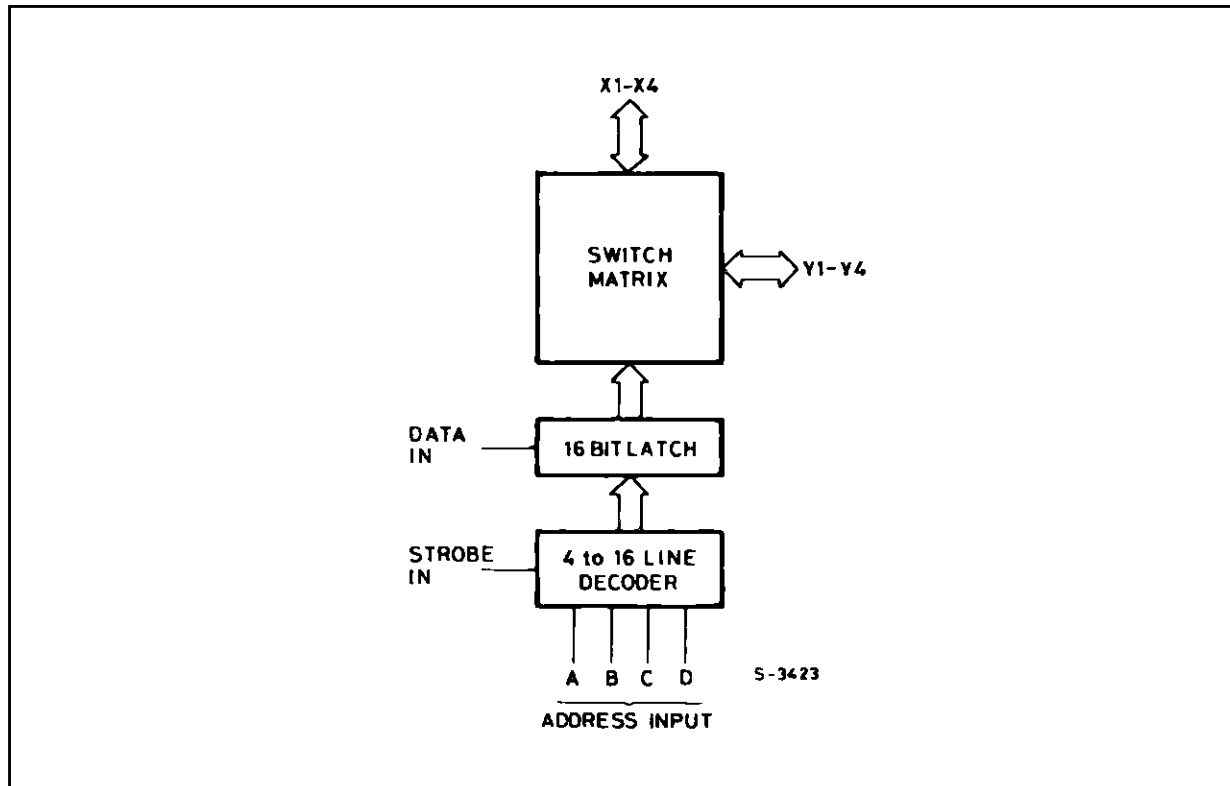 X1-X4
SWITCH
MATRIX
Y1-Y4
DATA
IN
16 BIT LATCH
STROBE
IN
4 to 16 LINE
DECODER
A B C D
S-3423
ADDRESS INPUT